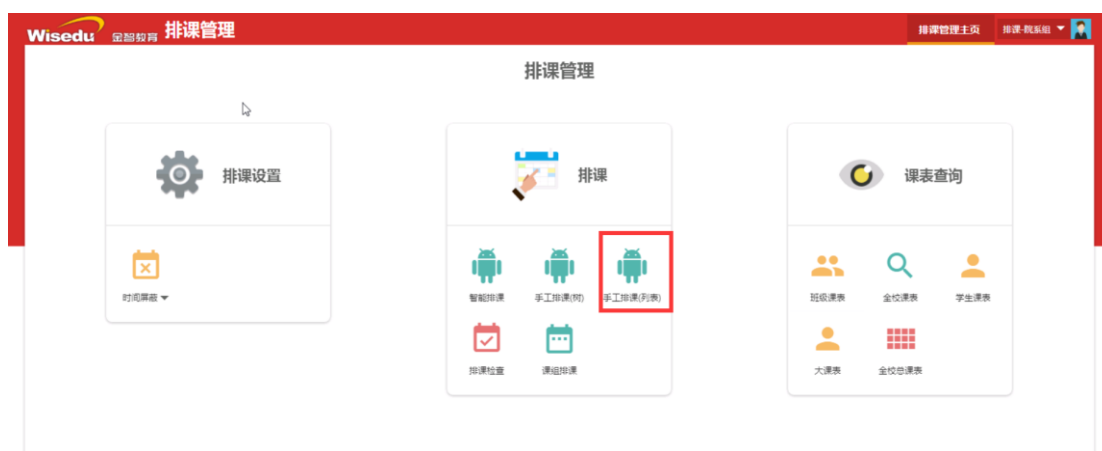 Wisedu 金智教育 排课管理 排课管理主页 排课-院系组
排课管理
排课设置
时间屏蔽
排课
智能排课 手工排课(树) 手工排课(列表)
排课检查 课组排课
课表查询
班级课表 全校课表 学生课表
大课表 全校总课表